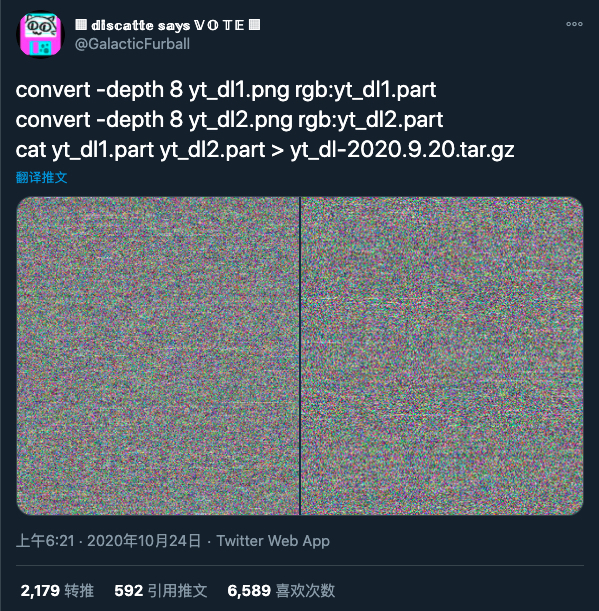 ▦ 𝕕𝕀𝕤𝕔𝕒𝕥𝕥𝕖 𝕤𝕒𝕪𝕤 𝕍 𝕆 𝕋 𝔼 ▦
@GalacticFurball
convert -depth 8 yt_dl1.png rgb:yt_dl1.part
convert -depth 8 yt_dl2.png rgb:yt_dl2.part
cat yt_dl1.part yt_dl2.part > yt_dl-2020.9.20.tar.gz
翻译推文
上午6:21 · 2020年10月24日 · Twitter Web App
2,179 转推 592 引用推文 6,589 喜欢次数